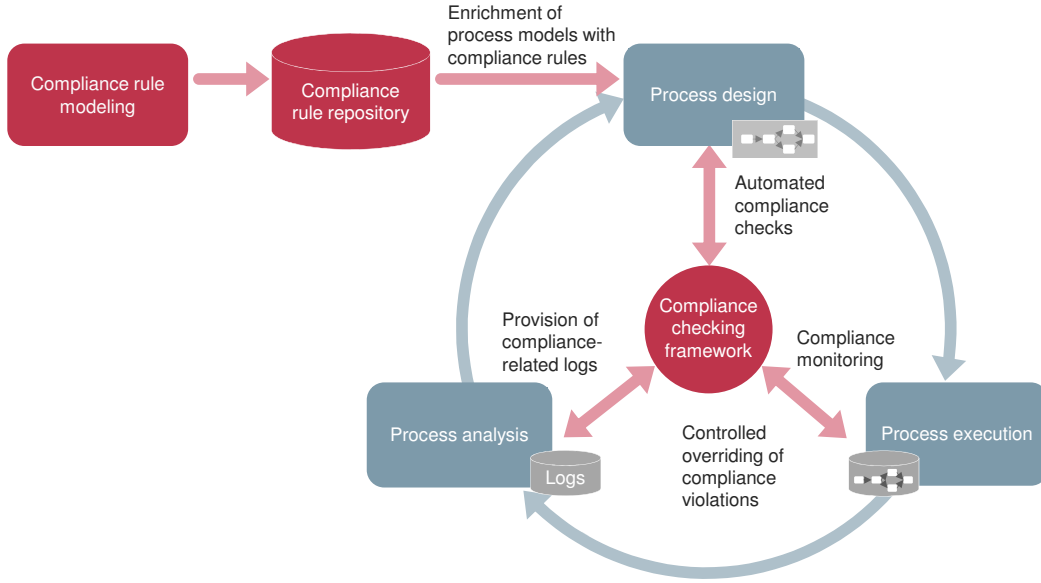 Enrichment of
process models with
compliance rules
Compliance rule
modeling
Compliance
rule repository
Process design
Automated
compliance
checks
Compliance
checking
framework
Provision of
compliance-
related logs
Compliance
monitoring
Process analysis
Logs
Controlled
overriding of
compliance
violations
Process execution